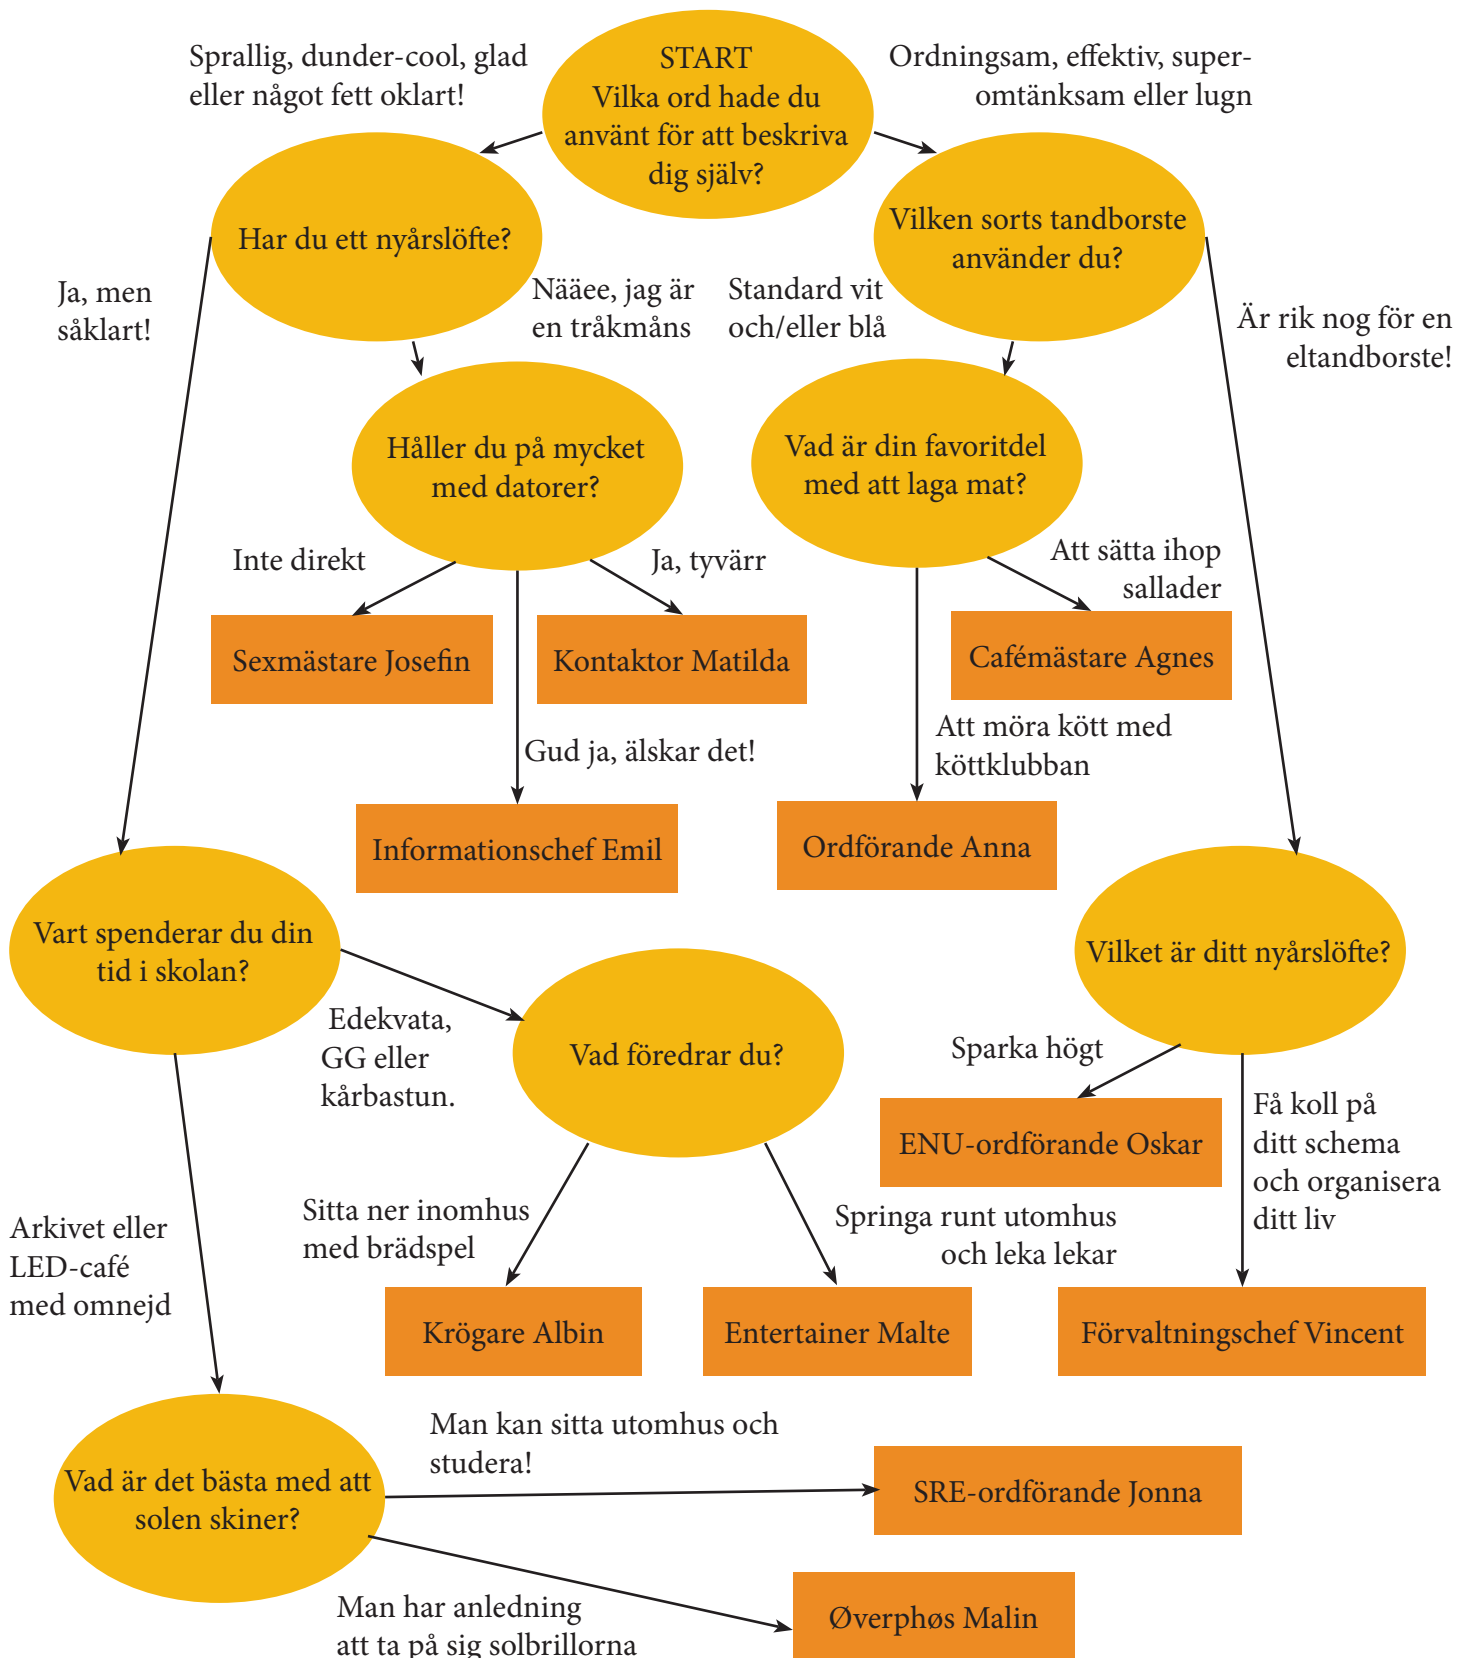 Sprallig, dunder-cool, glad
eller något fett oklart!
START
Vilka ord hade du
använt för att beskriva
dig själv?
Ordningsam, effektiv, super-
omtänksam eller lugn
Har du ett nyårslöfte?
Vilken sorts tandborste
använder du?
Ja, men
såklart!
Nääee, jag är
en tråkmåns
Standard vit
och/eller blå
Är rik nog för en
eltandborste!
Håller du på mycket
med datorer?
Vad är din favoritdel
med att laga mat?
Inte direkt
Ja, tyvärr
Att sätta ihop
sallader
Sexmästare Josefin
Kontaktor Matilda
Cafémästare Agnes
Gud ja, älskar det!
Att möra kött med
köttklubban
Informationschef Emil
Ordförande Anna
Vart spenderar du din
tid i skolan?
Vilket är ditt nyårslöfte?
Edekvata,
GG eller
kårbastun.
Vad föredrar du?
Sparka högt
ENU-ordförande Oskar
Få koll på
ditt schema
och organisera
ditt liv
Arkivet eller
LED-café
med omnejd
Sitta ner inomhus
med brädspel
Springa runt utomhus
och leka lekar
Krögare Albin
Entertainer Malte
Förvaltningschef Vincent
Vad är det bästa med att
solen skiner?
Man kan sitta utomhus och
studera!
SRE-ordförande Jonna
Man har anledning
att ta på sig solbrillorna
Øverphøs Malin